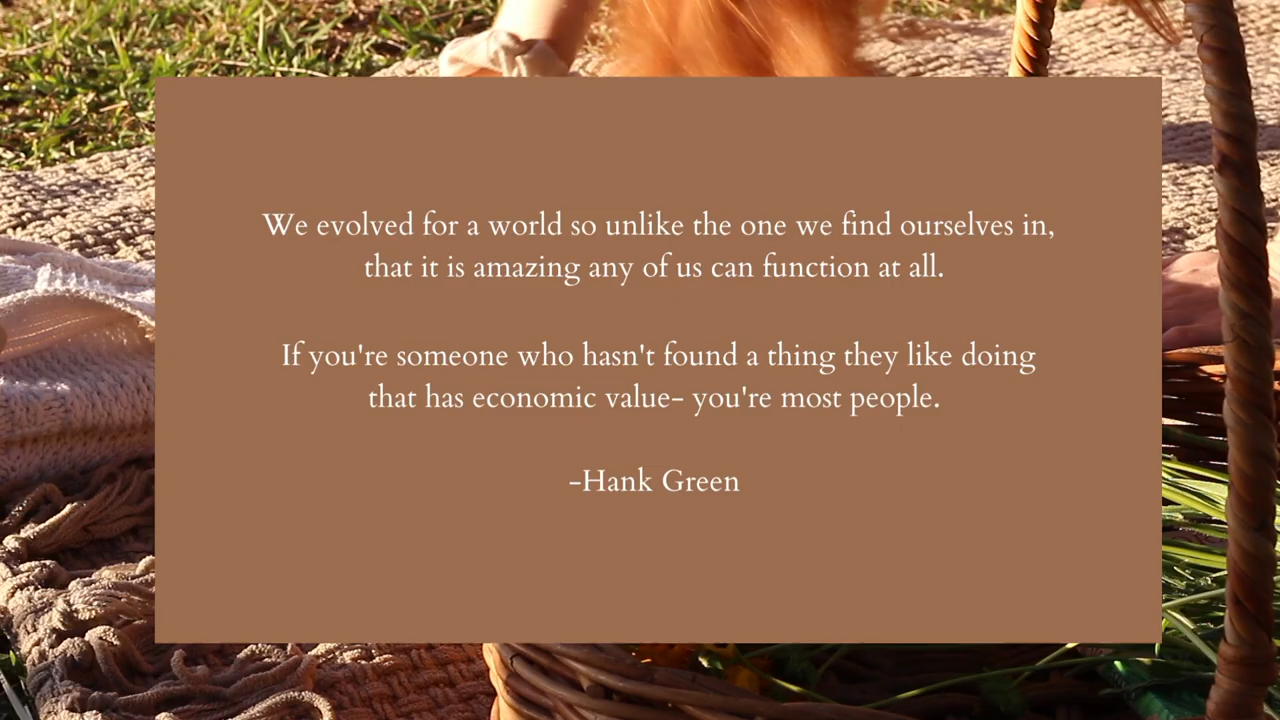 We evolved for a world so unlike the one we find ourselves in,
that it is amazing any of us can function at all.
If you're someone who hasn't found a thing they like doing
that has economic value- you're most people.
-Hank Green